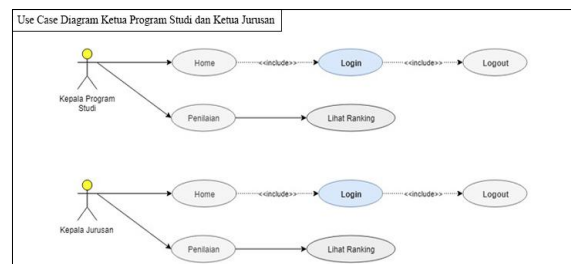 Use Case Diagram Ketua Program Studi dan Ketua Jurusan
Home
<<include>>
Login
<<include>>
Logout
Kepala Program
Studi
Penilaian
Lihat Ranking
Home
<<include>>
Login
<<include>>
Logout
Kepala Jurusan
Penilaian
Lihat Ranking